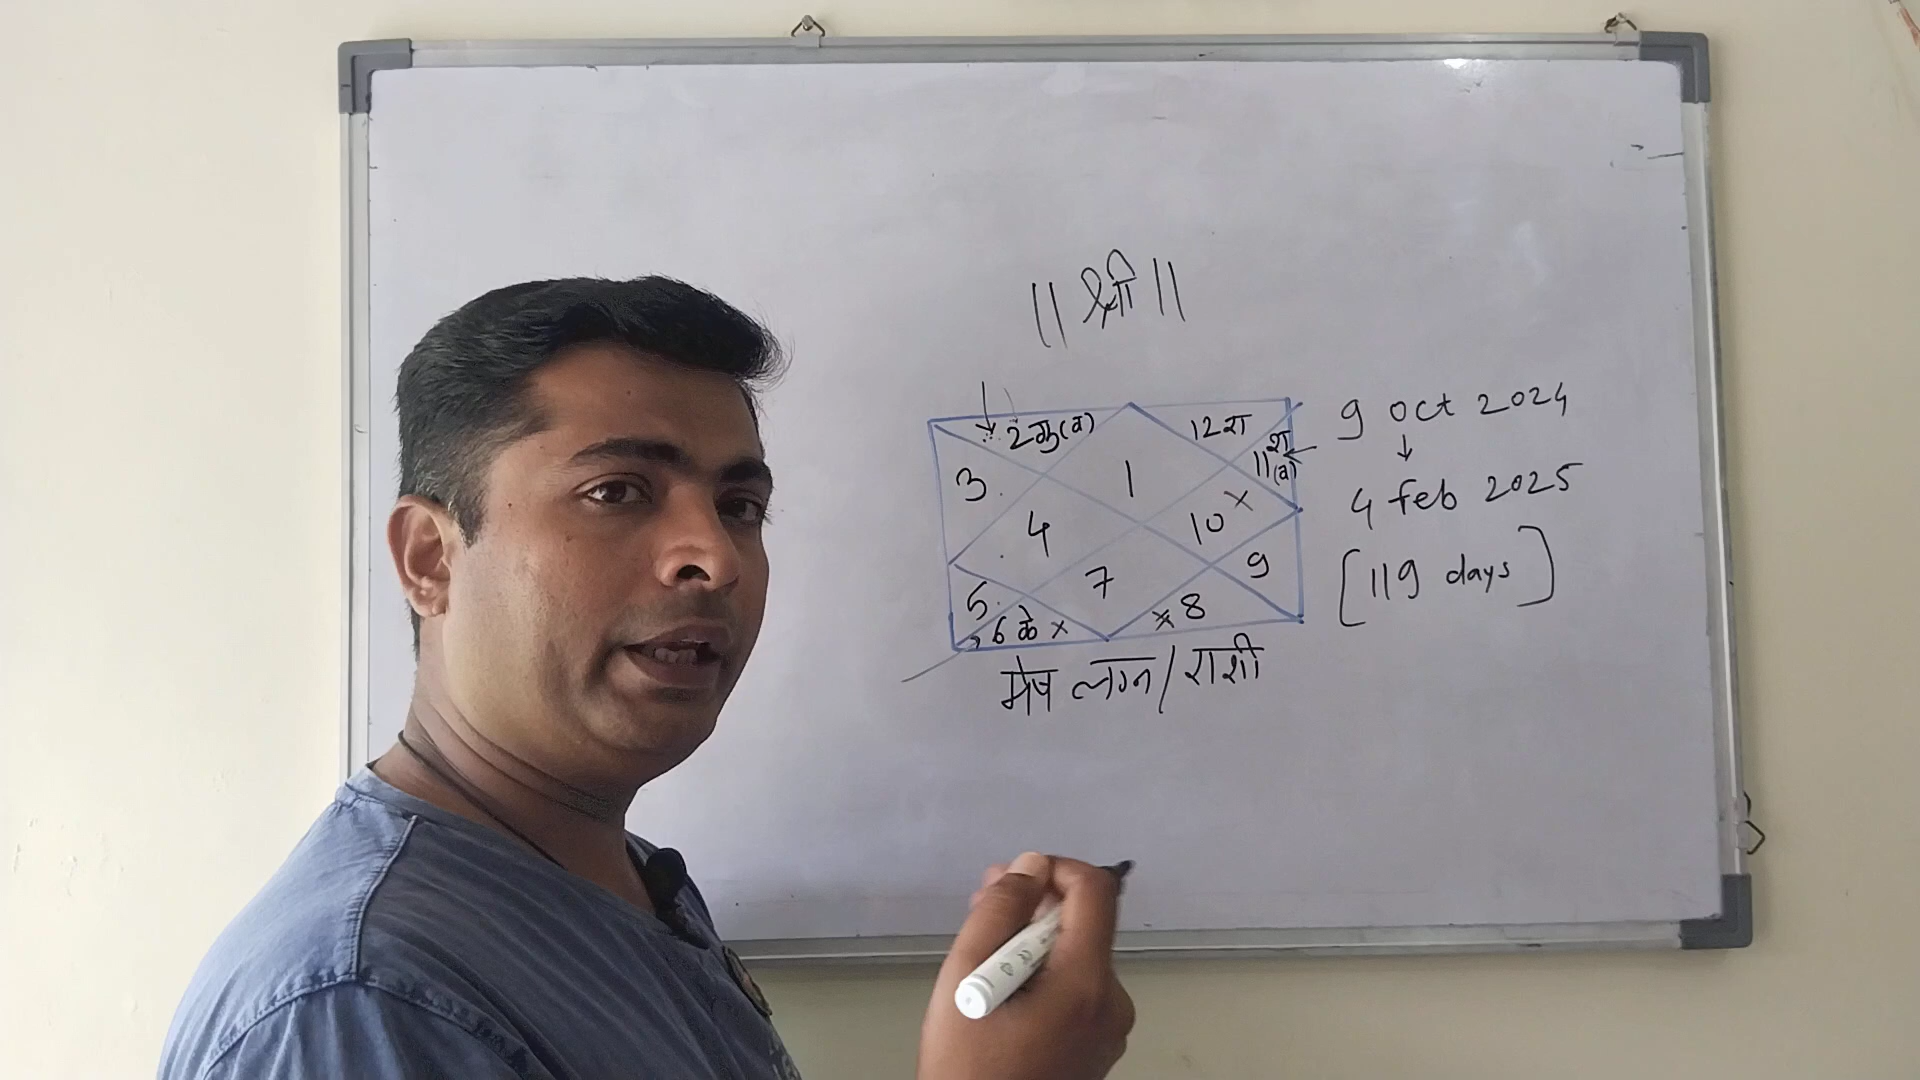 || श्री ||
2 गु(व)
12 रा
11 श (व)
3
1
4
10 x
7
9
5
6 के x
x 8
मेष लग्न/राशी
9 Oct 2024
↓
4 feb 2025
[119 days]